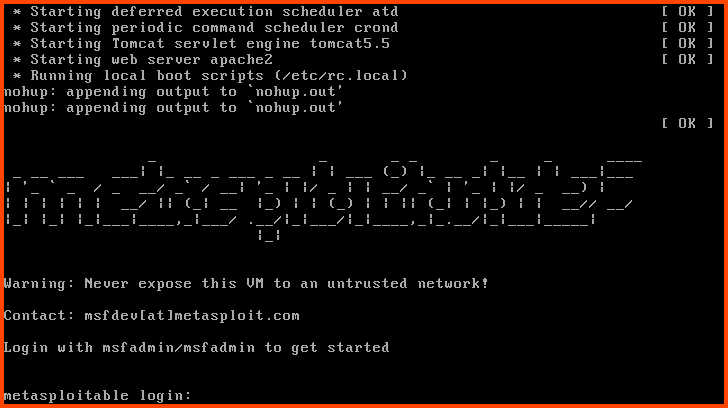 * Starting deferred execution scheduler atd [ OK ]
* Starting periodic command scheduler crond [ OK ]
* Starting Tomcat servlet engine tomcat5.5 [ OK ]
* Starting web server apache2 [ OK ]
* Running local boot scripts (/etc/rc.local)
nohup: appending output to `nohup.out'
nohup: appending output to `nohup.out'
[ OK ]
metasploitable2
Warning: Never expose this VM to an untrusted network!
Contact: msfdev[at]metasploit.com
Login with msfadmin/msfadmin to get started
metasploitable login: